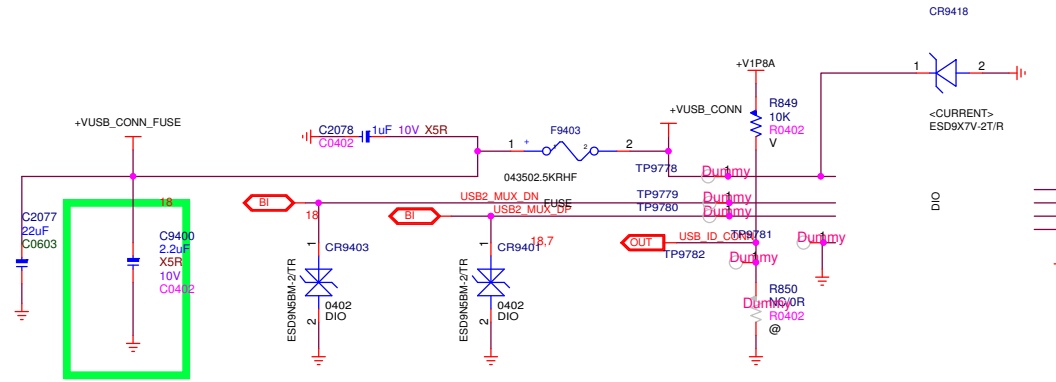 CR9418
1
2
<CURRENT>
ESD9X7V-2T/R
DIO
+V1P8A
R849
10K
R0402
V
+VUSB_CONN
+VUSB_CONN_FUSE
C2078
1uF
10V
X5R
C0402
F9403
1
+
1
2
2
043502.5KRHF
FUSE
TP9778
Dummy
1
TP9779
Dummy
1
TP9780
Dummy
1
BI
USB2_MUX_DN
18
BI
USB2_MUX_DP
18,7
OUT
USB_ID_CONN
TP9781
Dummy
1
TP9782
Dummy
1
C2077
22uF
C0603
18
C9400
2.2uF
X5R
10V
C0402
1
CR9403
ESD9N5BM-2/TR
0402
DIO
2
1
CR9401
ESD9N5BM-2/TR
0402
DIO
2
R850
Dummy
NC/0R
R0402
@